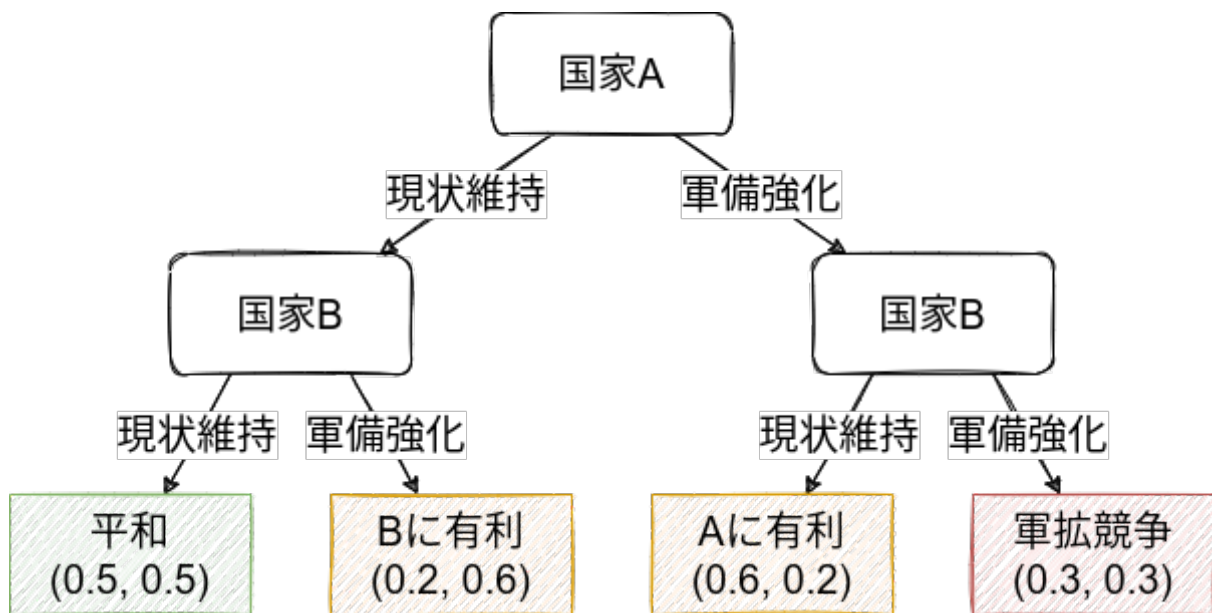 国家A
現状維持
軍備強化
国家B
国家B
現状維持
軍備強化
現状維持
軍備強化
平和
(0.5, 0.5)
Bに有利
(0.2, 0.6)
Aに有利
(0.6, 0.2)
軍拡競争
(0.3, 0.3)